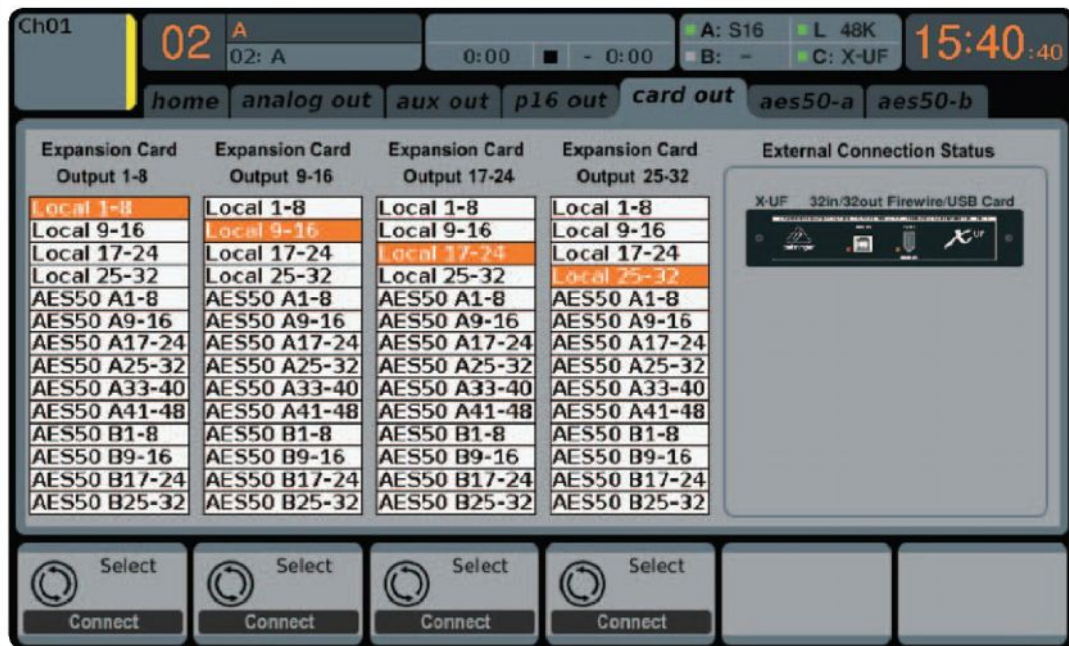 Ch01
02
A
02: A
0:00 - 0:00
A: S16 L 48K
B: - C: X-UF
15:40:40
home analog out aux out p16 out card out aes50-a aes50-b
Expansion Card Output 1-8
Local 1-8
Local 9-16
Local 17-24
Local 25-32
AES50 A1-8
AES50 A9-16
AES50 A17-24
AES50 A25-32
AES50 A33-40
AES50 A41-48
AES50 B1-8
AES50 B9-16
AES50 B17-24
AES50 B25-32
Expansion Card Output 9-16
Local 1-8
Local 9-16
Local 17-24
Local 25-32
AES50 A1-8
AES50 A9-16
AES50 A17-24
AES50 A25-32
AES50 A33-40
AES50 A41-48
AES50 B1-8
AES50 B9-16
AES50 B17-24
AES50 B25-32
Expansion Card Output 17-24
Local 1-8
Local 9-16
Local 17-24
Local 25-32
AES50 A1-8
AES50 A9-16
AES50 A17-24
AES50 A25-32
AES50 A33-40
AES50 A41-48
AES50 B1-8
AES50 B9-16
AES50 B17-24
AES50 B25-32
Expansion Card Output 25-32
Local 1-8
Local 9-16
Local 17-24
Local 25-32
AES50 A1-8
AES50 A9-16
AES50 A17-24
AES50 A25-32
AES50 A33-40
AES50 A41-48
AES50 B1-8
AES50 B9-16
AES50 B17-24
AES50 B25-32
External Connection Status
X-UF 32in/32out Firewire/USB Card
X UF
Select
Connect
Select
Connect
Select
Connect
Select
Connect